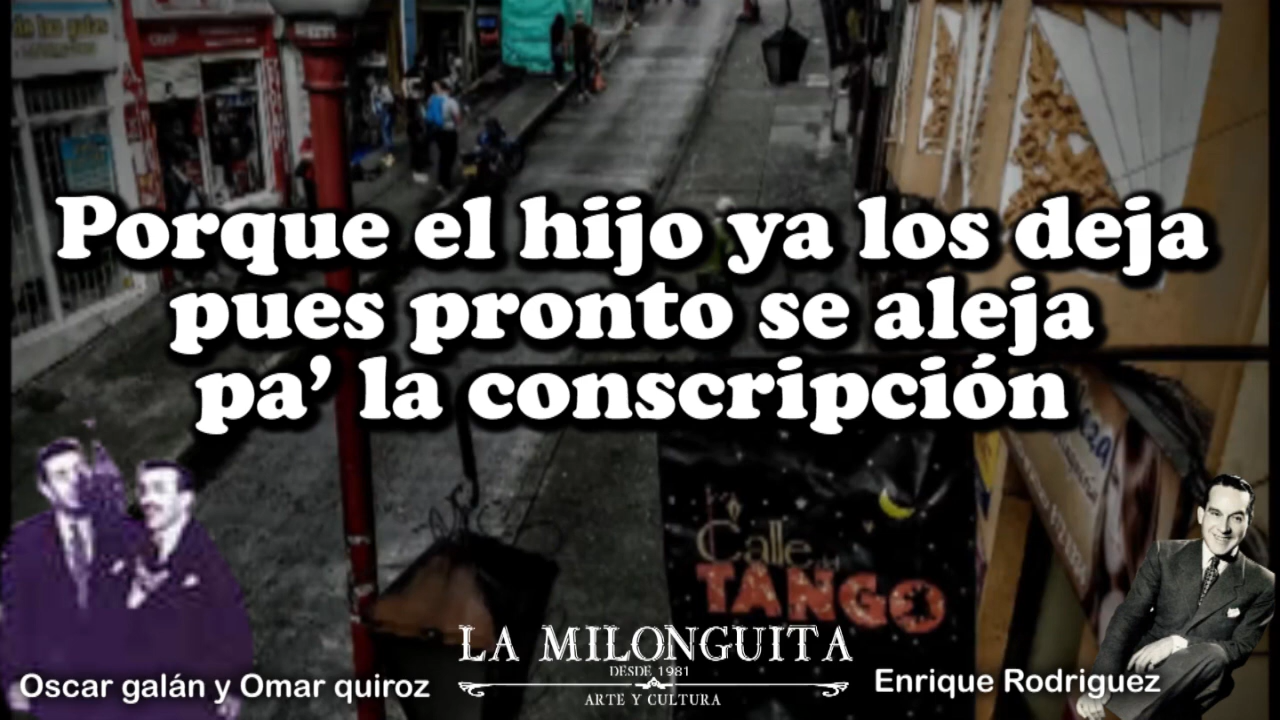 Porque el hijo ya los deja
pues pronto se aleja
pa’ la conscripción
Calle del
TANGO
LA MILONGUITA
DESDE 1981
ARTE Y CULTURA
Oscar galán y Omar quiroz
Enrique Rodriguez